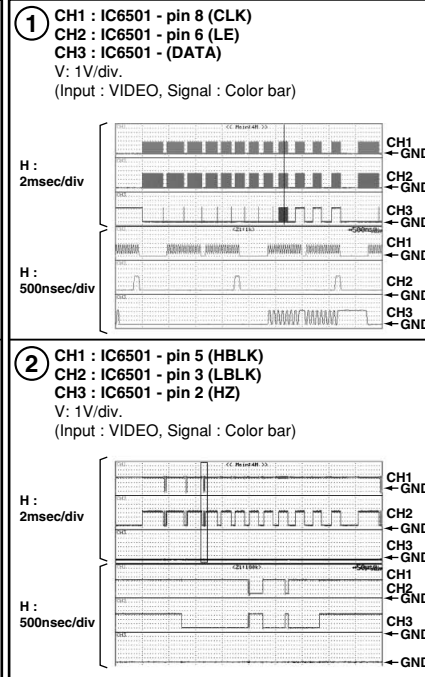 1
CH1 : IC6501 - pin 8 (CLK)
CH2 : IC6501 - pin 6 (LE)
CH3 : IC6501 - (DATA)
V: 1V/div.
(Input : VIDEO, Signal : Color bar)
<< Main:4M >>
H :
2msec/div
CH1
GND
CH2
GND
CH3
GND
H :
500nsec/div
CH1
GND
CH2
GND
CH3
GND
2
CH1 : IC6501 - pin 5 (HBLK)
CH2 : IC6501 - pin 3 (LBLK)
CH3 : IC6501 - pin 2 (HZ)
V: 1V/div.
(Input : VIDEO, Signal : Color bar)
<< Main:4M >>
H :
2msec/div
CH1
GND
CH2
GND
CH3
GND
H :
500nsec/div
CH1
CH2
GND
CH3
GND
GND